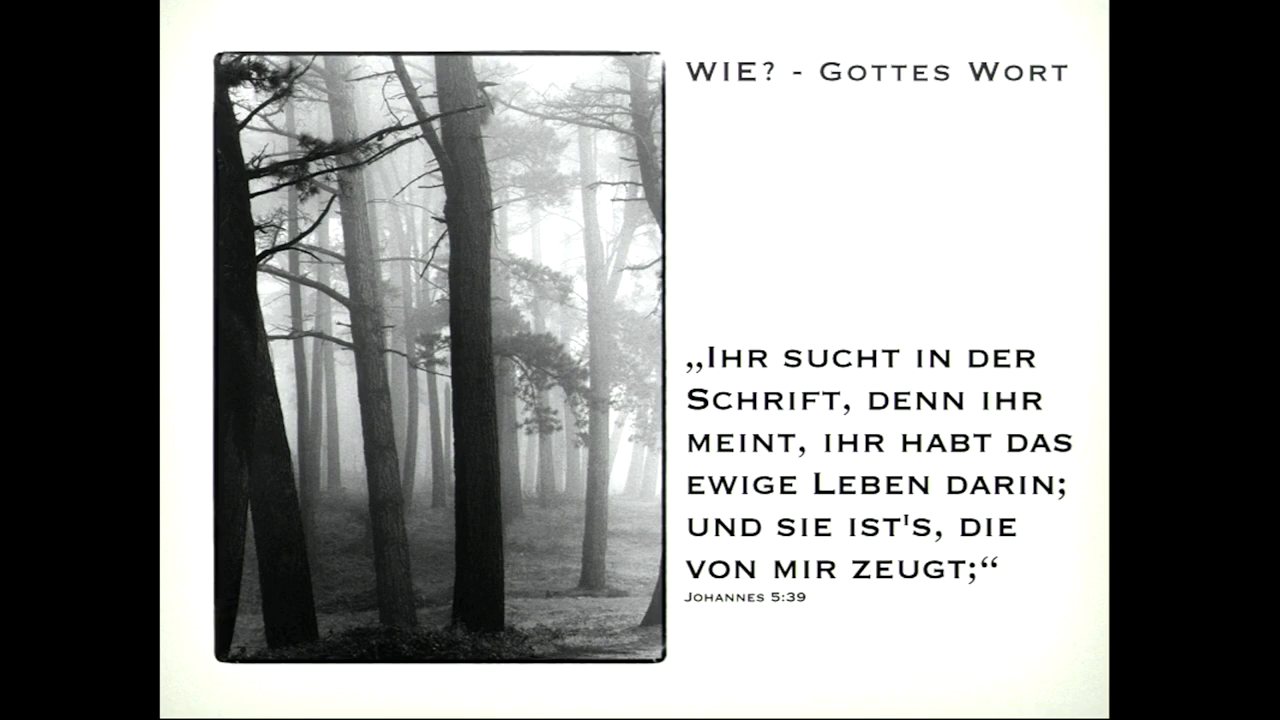 WIE? - Gottes Wort
„Ihr sucht in der
Schrift, denn ihr
meint, ihr habt das
ewige Leben darin;
und sie ist's, die
von mir zeugt;“
Johannes 5:39